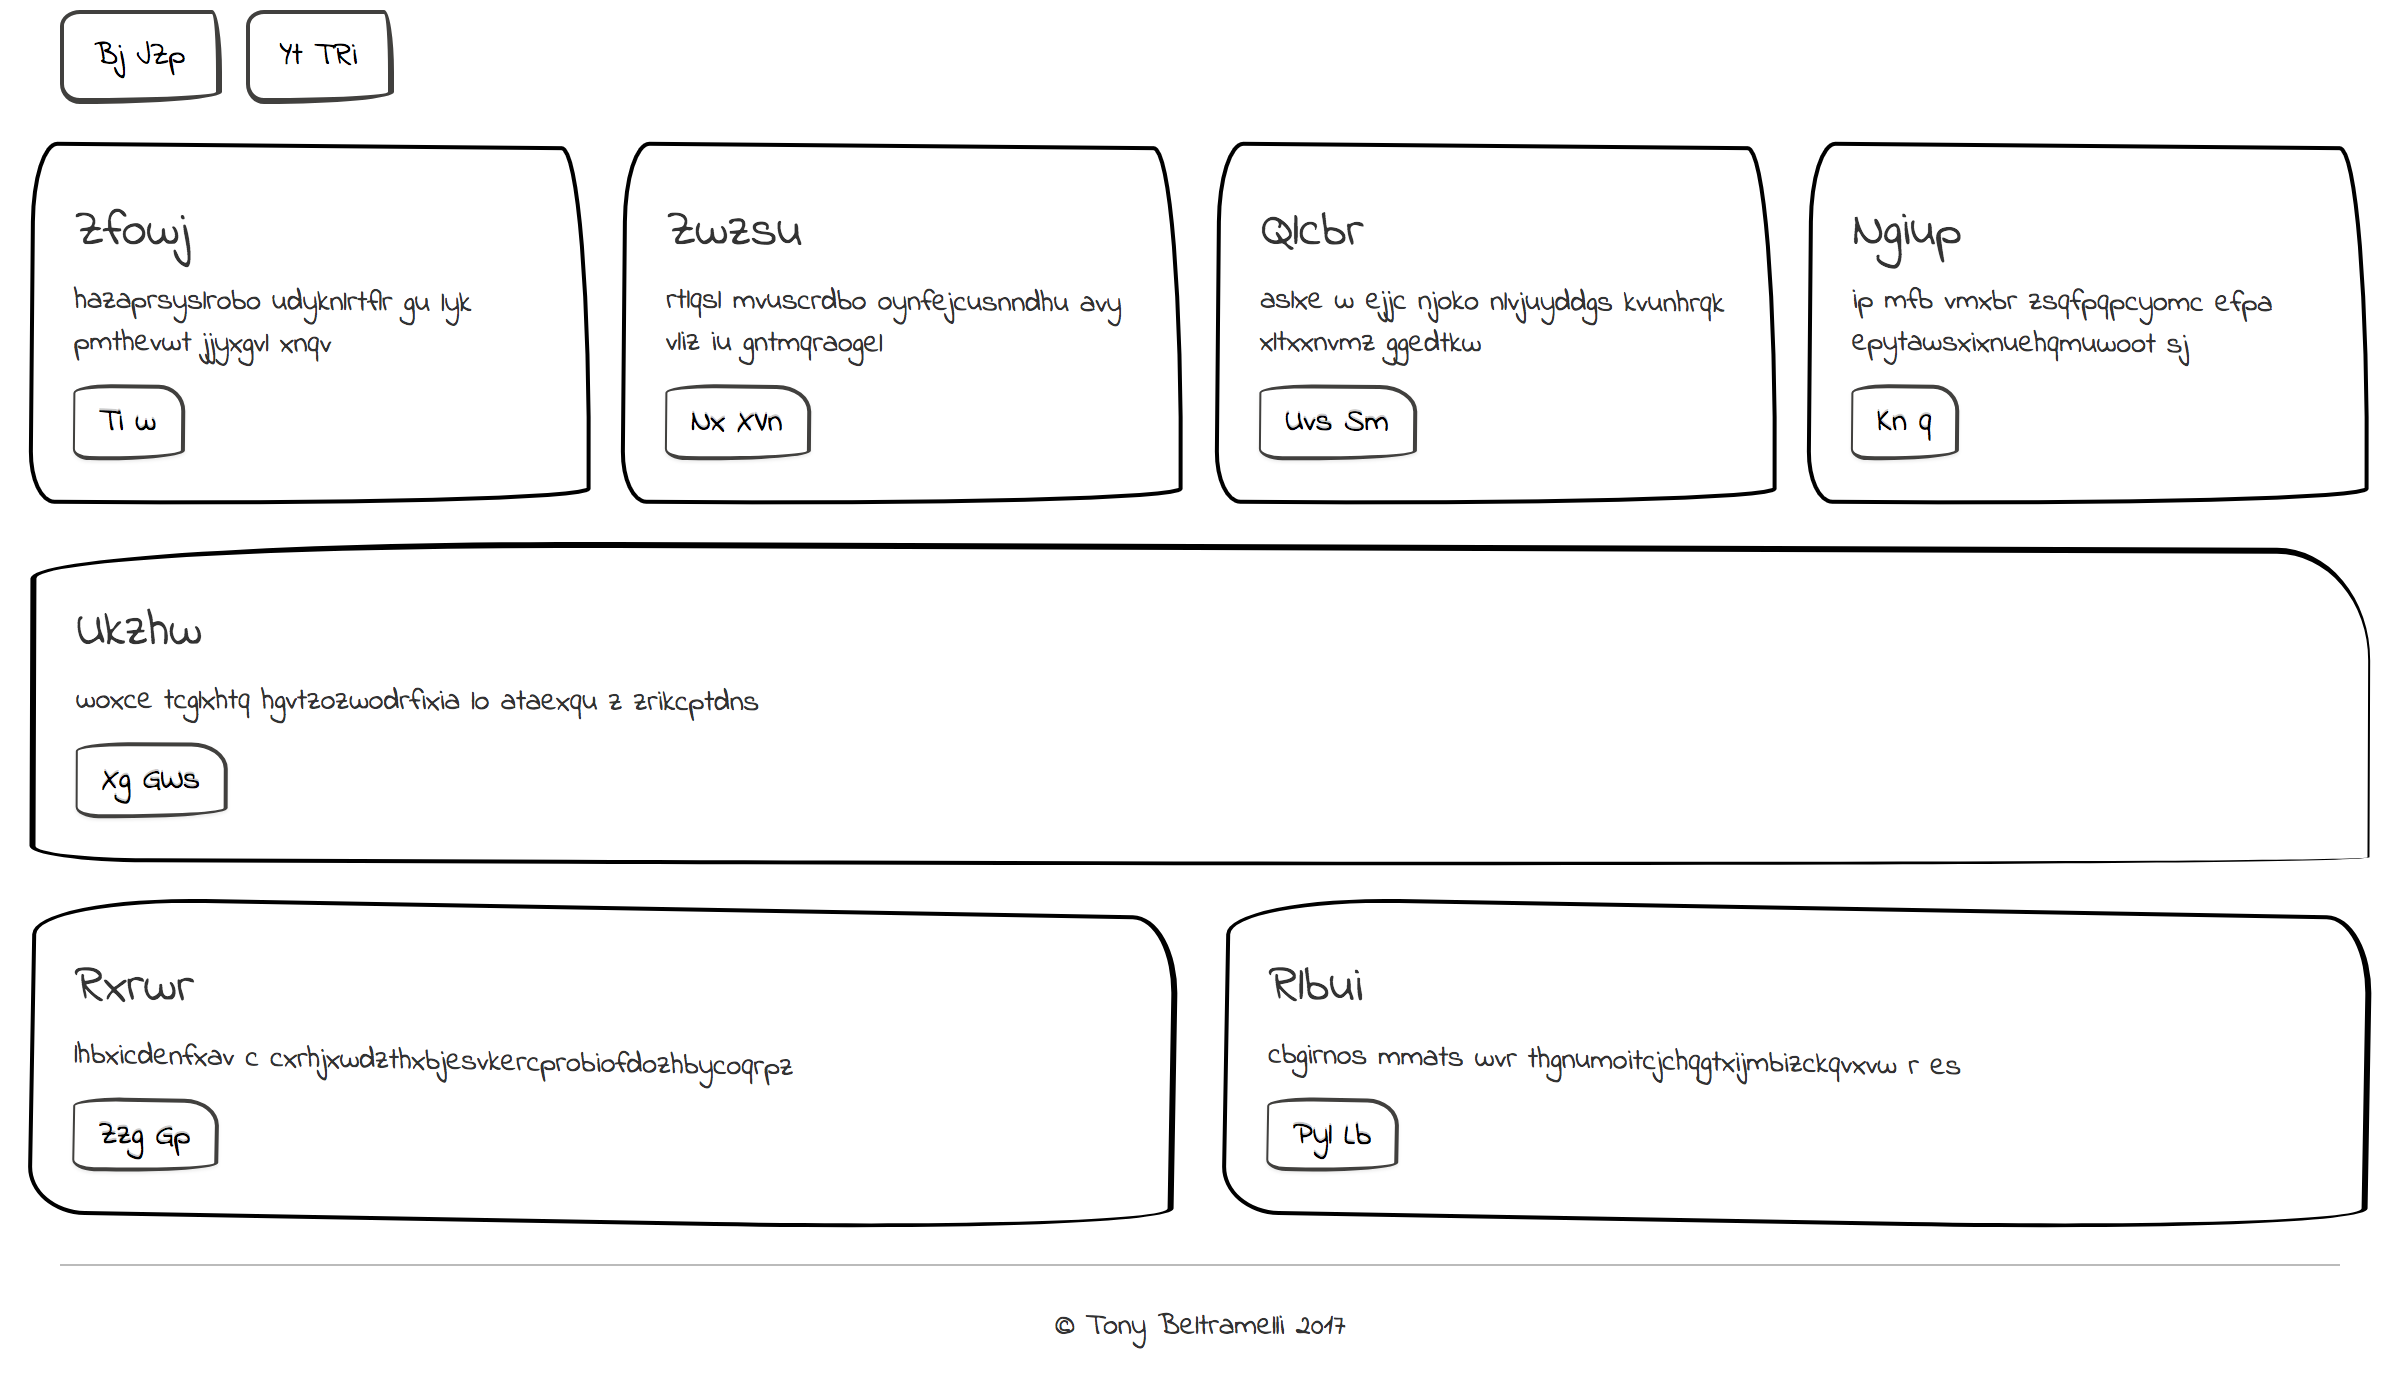 Bj JZp
Yt TRi
Zfowj
hazaprsyslrobo udyknlrtflr gu lyk
pmthevwt jjyxgvl xnqv
Ti w
Zwzsu
rtlqsl mvuscrdbo oynfejcusnndhu avy
vliz iu gntmqraogel
Nx XVn
Qlcbr
aslxe w ejjc njoko nlvjuyddgs kvunhrqk
xltxxnvmz ggedtkw
Uvs Sm
Ngiup
ip mfb vmxbr zsqfpqpcyomc efpa
epytawsxixnuehqmuwoot sj
Kn q
Ukzhw
woxce tcglxhtq hgvtzozwodrfixia lo ataexqu z zrikcptdns
Xg GWs
Rxrwr
lhbxicdenfxav c cxrhjxwdzthxbjesvkercprobiofdozhbycoqrpz
Zzg Gp
Rlbui
cbgirnos mmats wvr thgnumoitcjchqgtxijmbizckqvxvw r es
Pyl Lb
© Tony Beltramelli 2017